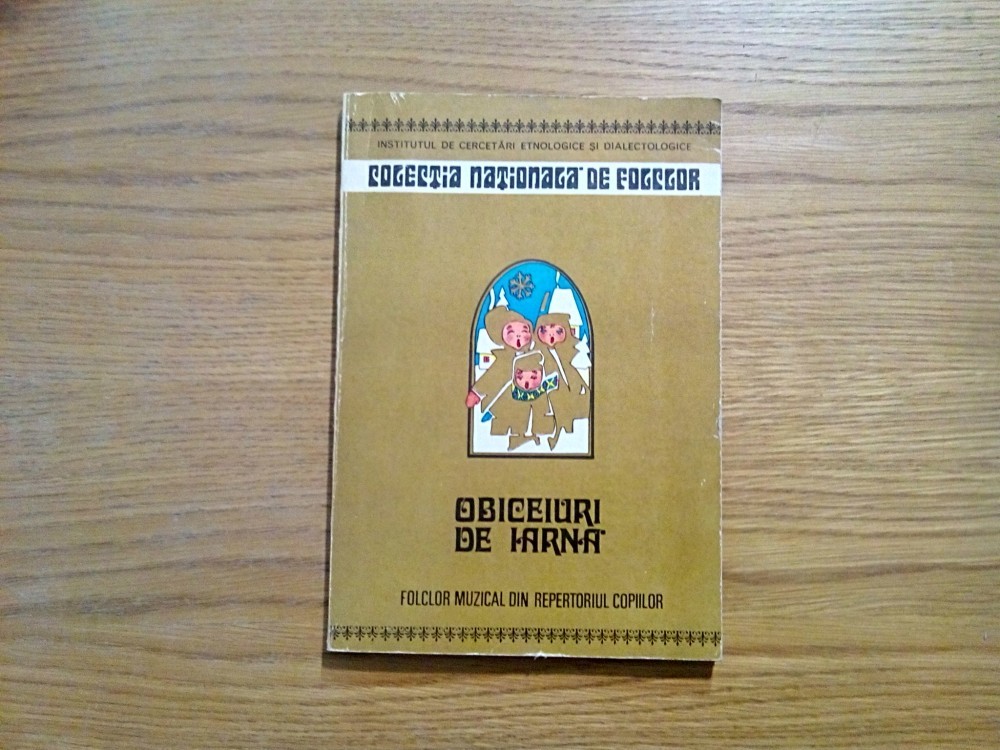 INSTITUTUL DE CERCETĂRI ETNOLOGICE ȘI DIALECTOLOGICE
COLECȚIA NAȚIONALĂ DE FOLCLOR
OBICEIURI
DE IARNĂ
FOLCLOR MUZICAL DIN REPERTORIUL COPIILOR